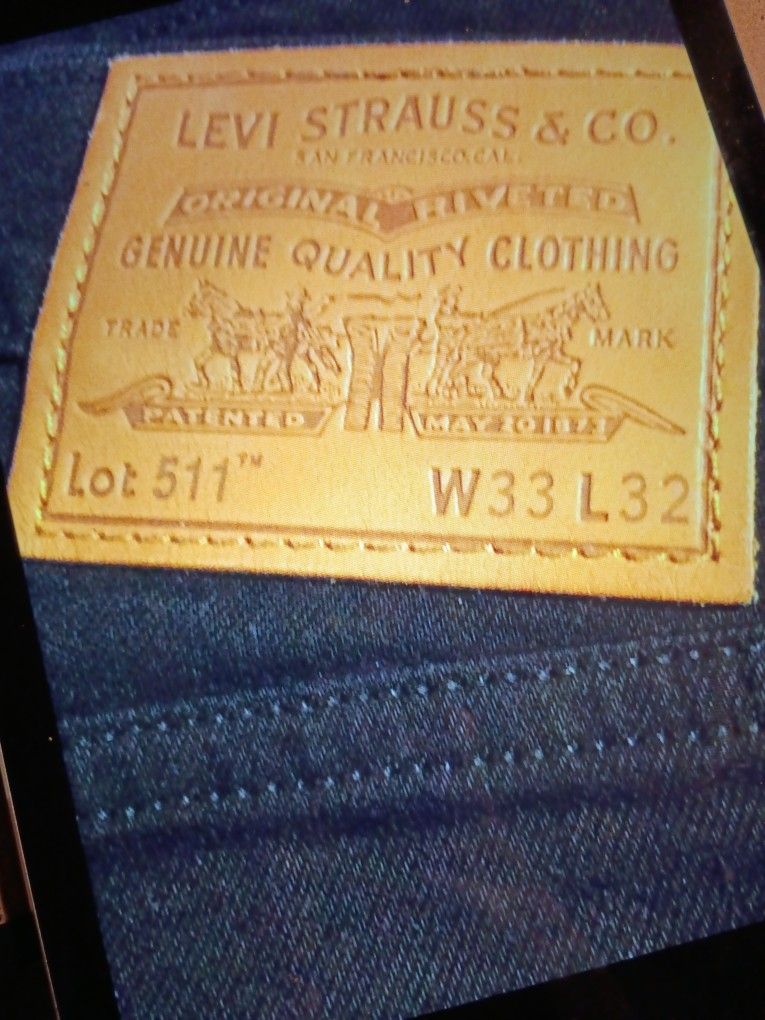 LEVI STRAUSS & CO.
SAN FRANCISCO, CAL.
ORIGINAL RIVETED
GENUINE QUALITY CLOTHING
TRADE MARK
PATENTED MAY 20 1873
Lot 511™ W33 L32